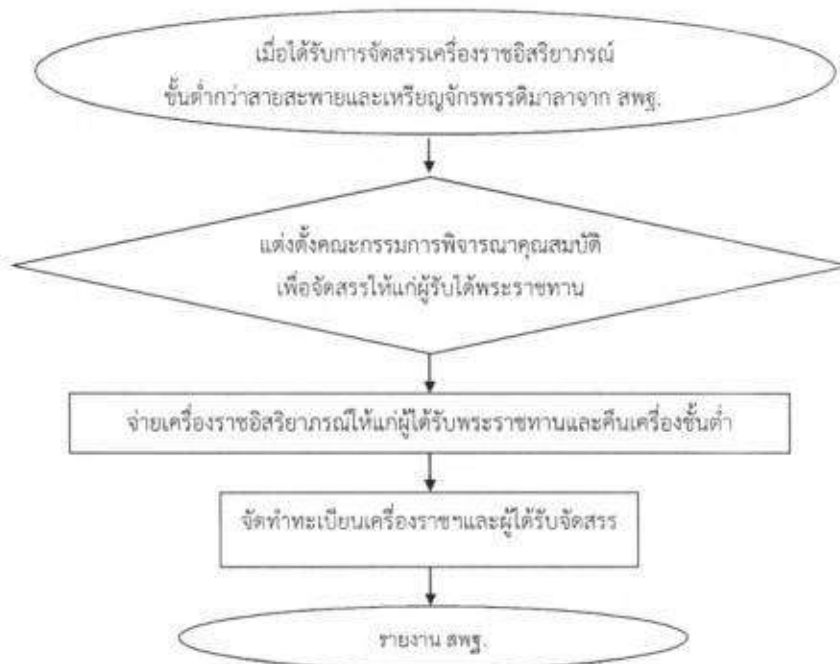 เมื่อได้รับการจัดสรรเครื่องราชอิสริยาภรณ์
ชั้นต่ำกว่าสายสะพายและเหรียญจักรพรรดิมาลาจาก สพฐ.
แต่งตั้งคณะกรรมการพิจารณาคุณสมบัติ
เพื่อจัดสรรให้แก่ผู้รับได้พระราชทาน
จ่ายเครื่องราชอิสริยาภรณ์ให้แก่ผู้ได้รับพระราชทานและคืนเครื่องชั้นต่ำ
จัดทำทะเบียนเครื่องราชฯและผู้ได้รับจัดสรร
รายงาน สพฐ.